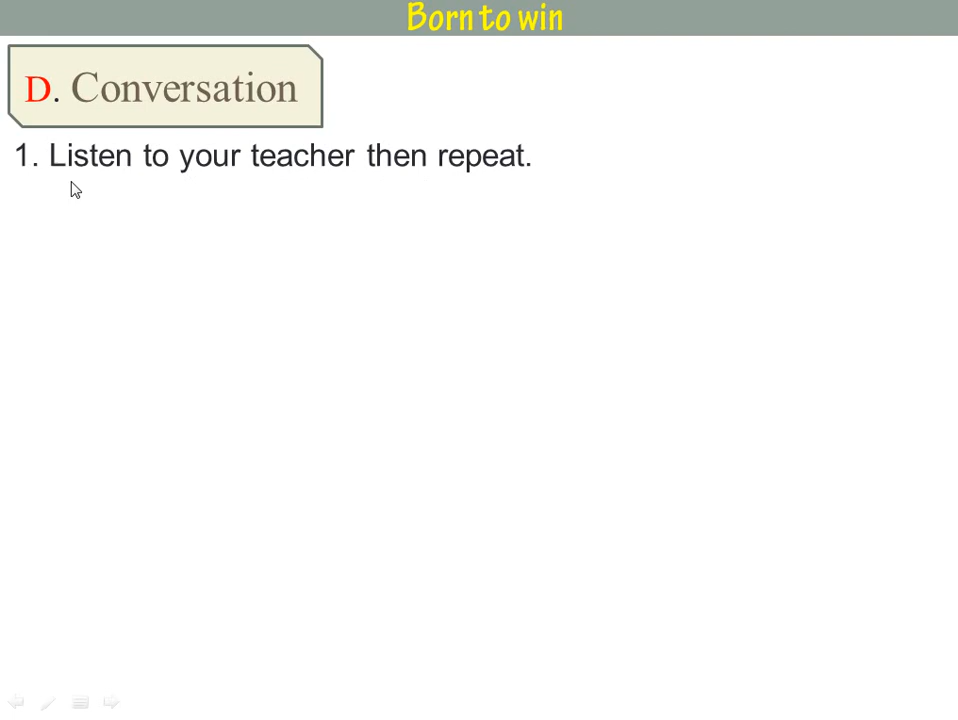 Born to win
D. Conversation
1. Listen to your teacher then repeat.